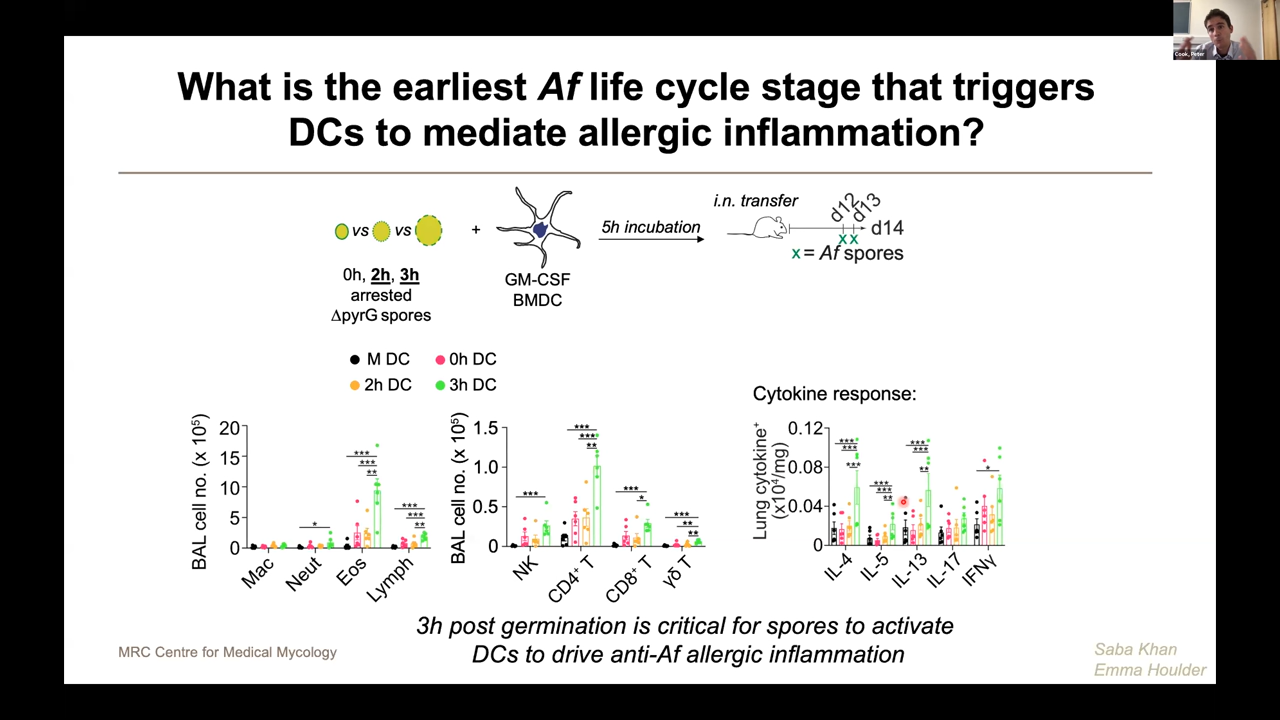 Cook, Peter
What is the earliest Af life cycle stage that triggers
DCs to mediate allergic inflammation?
vs vs +
0h, 2h, 3h
arrested
ΔpyrG spores
GM-CSF
BMDC
5h incubation
i.n. transfer
d12
d13
d14
x x
x = Af spores
M DC 0h DC
2h DC 3h DC
BAL cell no. (x 10⁵)
20
15
10
5
0
*
***
***
**
***
***
**
Mac Neut Eos Lymph
BAL cell no. (x 10⁵)
1.5
1.0
0.5
0
***
***
***
**
***
*
***
**
**
NK CD4⁺ T CD8⁺ T γδ T
Cytokine response:
Lung cytokine⁺
(x10⁴/mg)
0.12
0.08
0.04
0
***
***
***
***
***
**
***
***
**
*
IL-4 IL-5 IL-13 IL-17 IFNγ
3h post germination is critical for spores to activate
DCs to drive anti-Af allergic inflammation
MRC Centre for Medical Mycology
Saba Khan
Emma Houlder